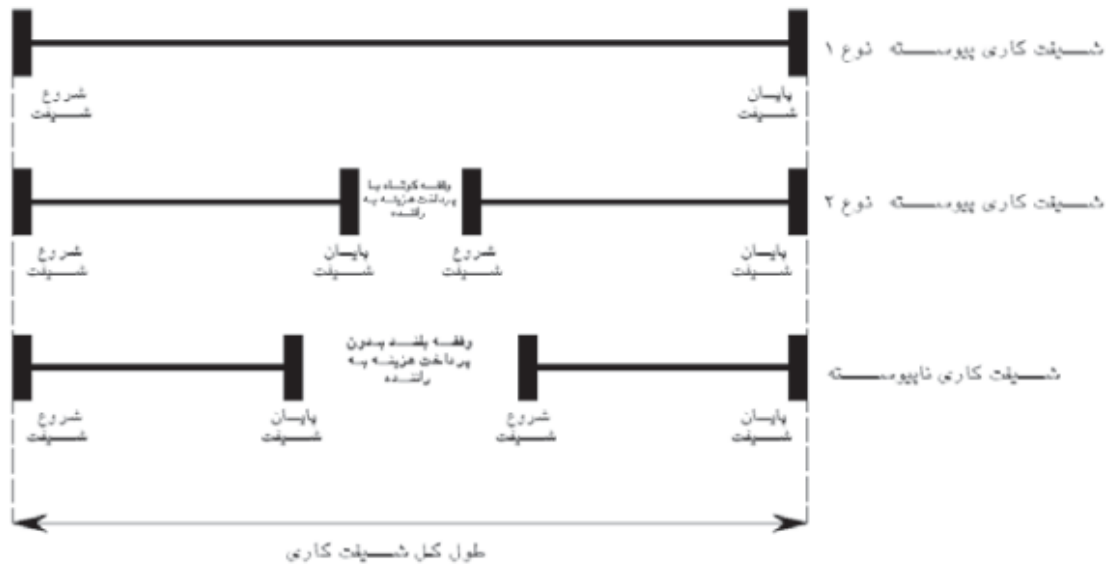 شیفت کاری پیوسته نوع ۱
شروع
شیفت
پایان
شیفت
شیفت کاری پیوسته نوع ۲
وقفه کوتاه با
پرداخت هزینه به
راننده
شروع
شیفت
پایان
شیفت
شروع
شیفت
پایان
شیفت
شیفت کاری ناپیوسته
وقفه بلند بدون
پرداخت هزینه به
راننده
شروع
شیفت
پایان
شیفت
شروع
شیفت
پایان
شیفت
طول کل شیفت کاری